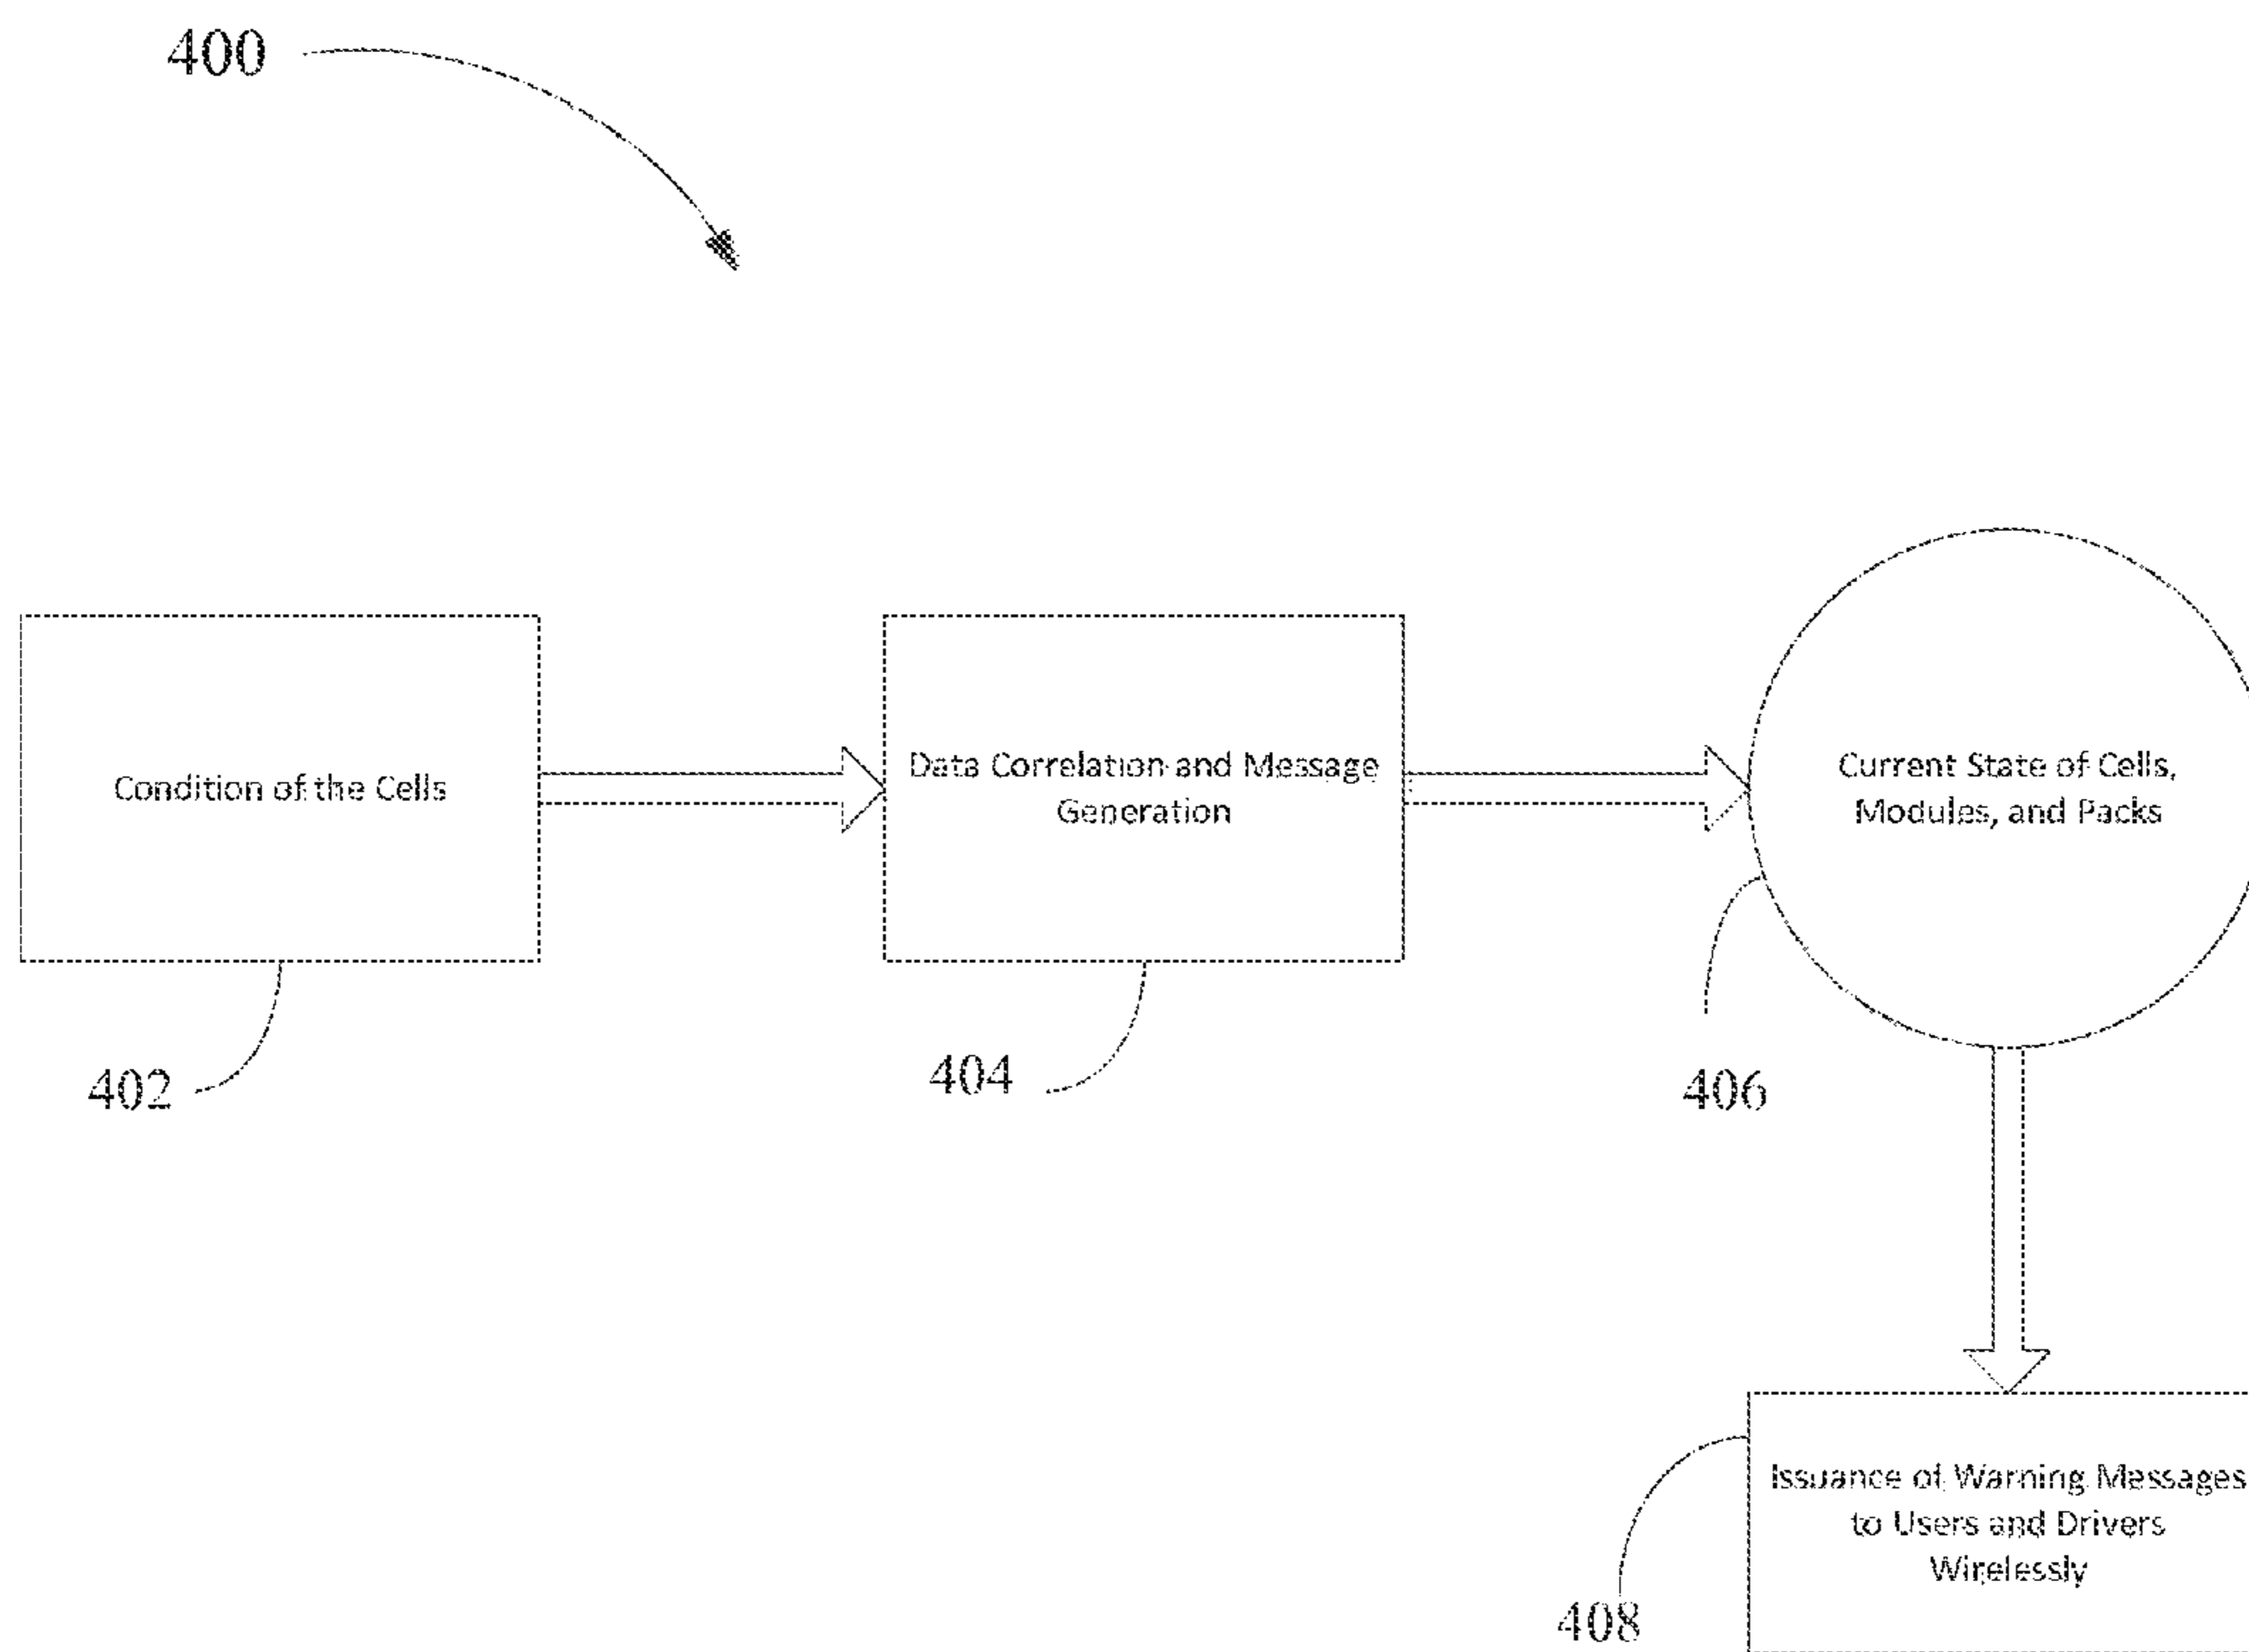 400
Condition of the Cells
Data Correlation and Message
Generation
Current State of Cells,
Modules, and Packs
402
404
406
Issuance of Warning Messages
to Users and Drivers
Wirelessly
408